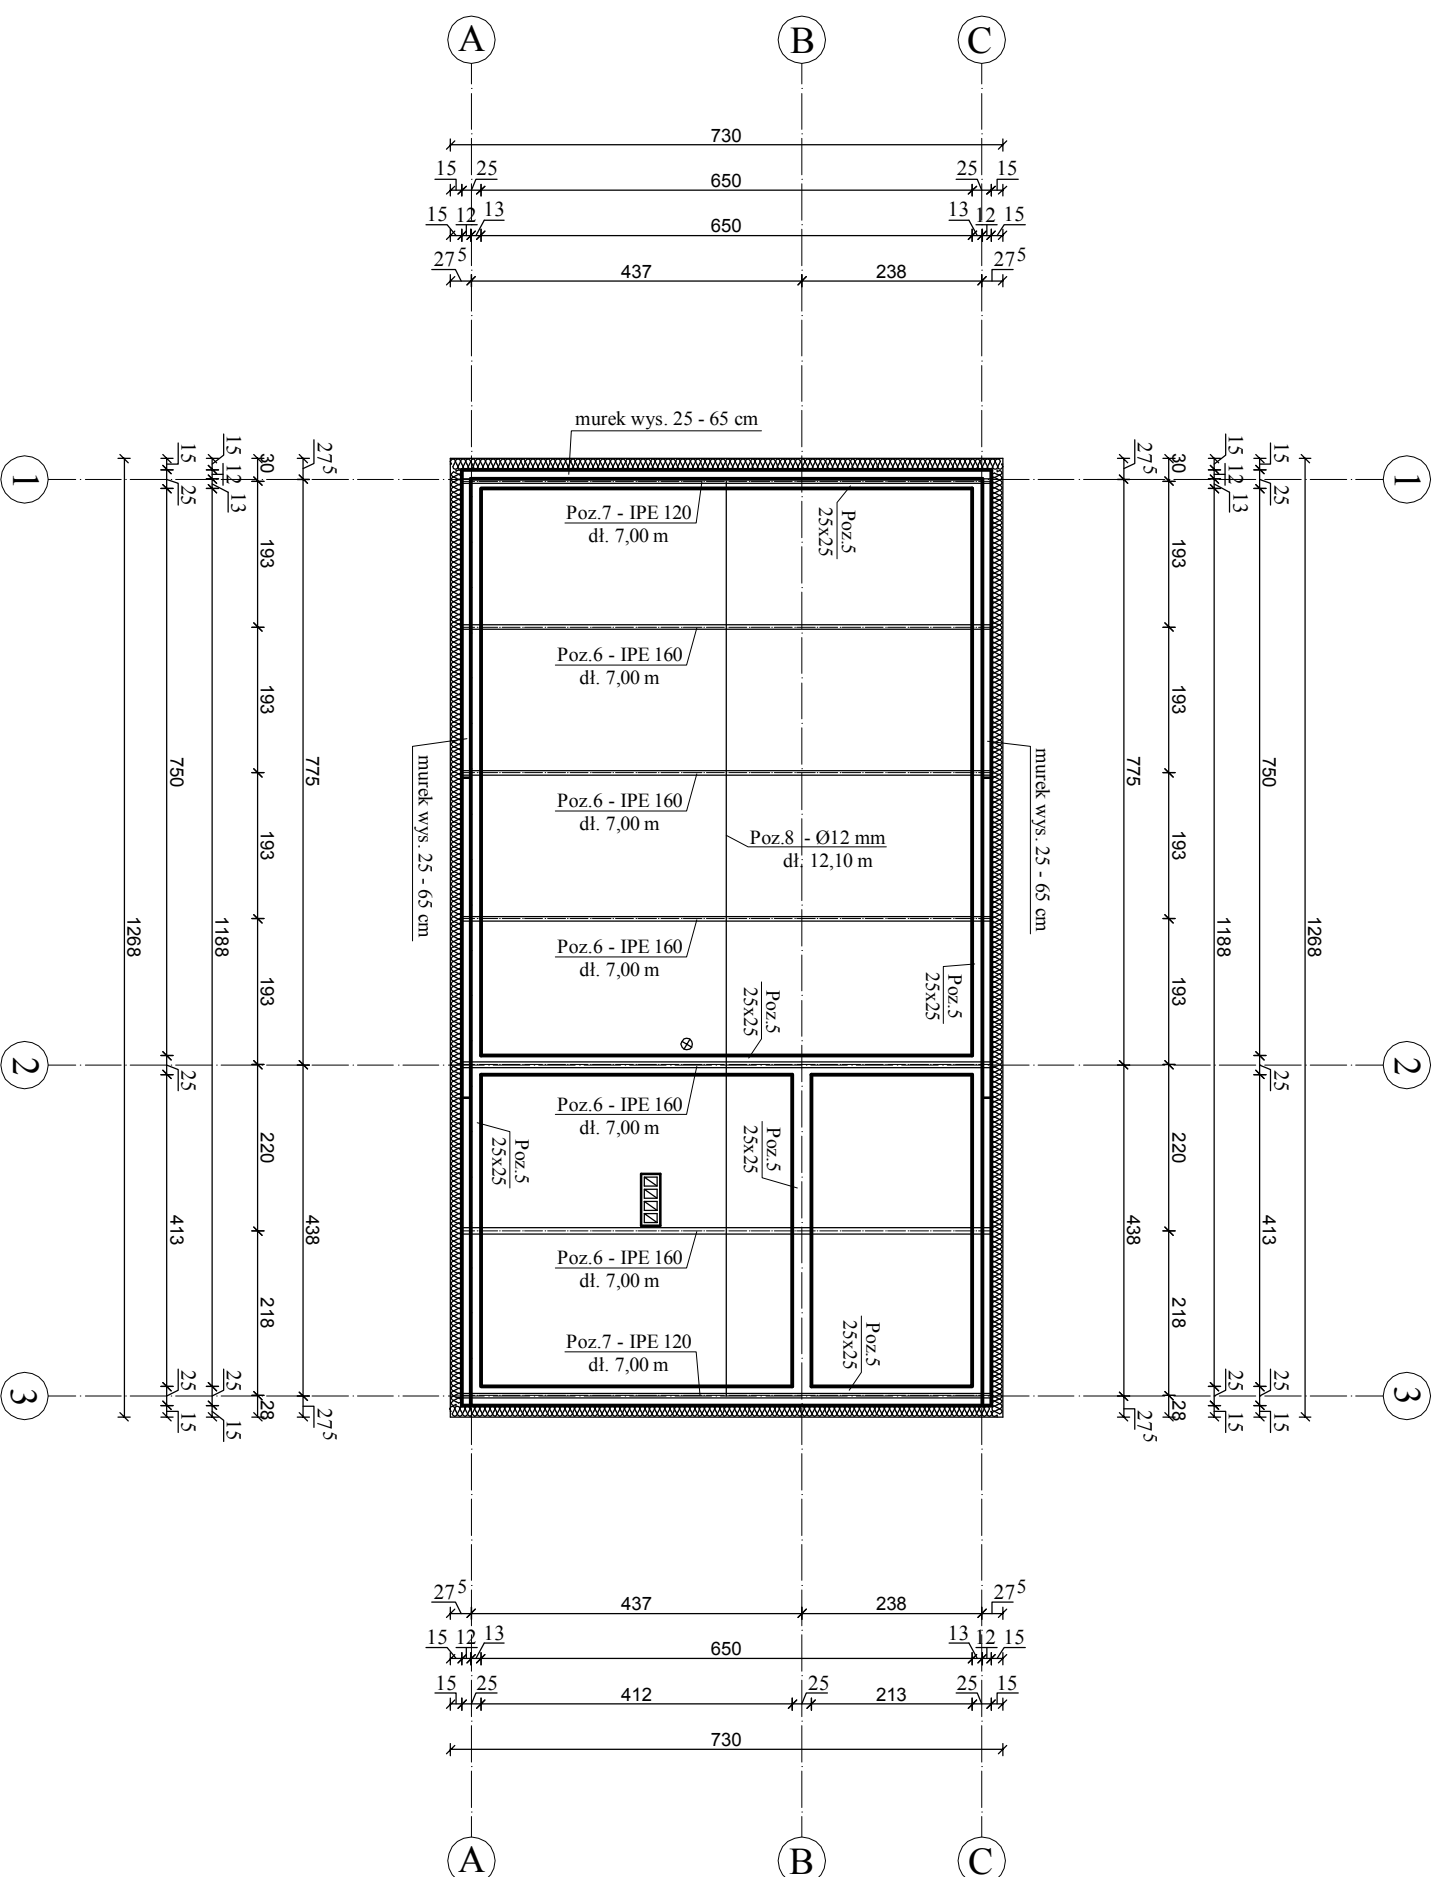 A B C
730
15 25 650 25 15
15 12 13 650 13 12 15
27⁵ 437 238 27⁵
murek wys. 25 - 65 cm
1
1
27⁵
30
15 12 13
15 25
27⁵
30
15 12 13
15 25
Poz.7 - IPE 120
dł. 7,00 m
Poz.5
25x25
193
193
Poz.6 - IPE 160
dł. 7,00 m
193
193
750
775
775
750
murek wys. 25 - 65 cm
murek wys. 25 - 65 cm
Poz.6 - IPE 160
dł. 7,00 m
Poz.8 - Ø12 mm
dł. 12,10 m
193
193
1268
1188
1188
1268
Poz.6 - IPE 160
dł. 7,00 m
193
193
Poz.5
25x25
Poz.5
25x25
2
25
25
2
Poz.6 - IPE 160
dł. 7,00 m
Poz.5
25x25
Poz.5
25x25
220
220
413
438
438
413
Poz.6 - IPE 160
dł. 7,00 m
218
218
Poz.7 - IPE 120
dł. 7,00 m
Poz.5
25x25
3
25 15
25 15
28
27⁵
27⁵
28
25 15
25 15
3
27⁵ 437 238 27⁵
15 12 13 650 13 12 15
15 25 412 25 213 25 15
730
A B C